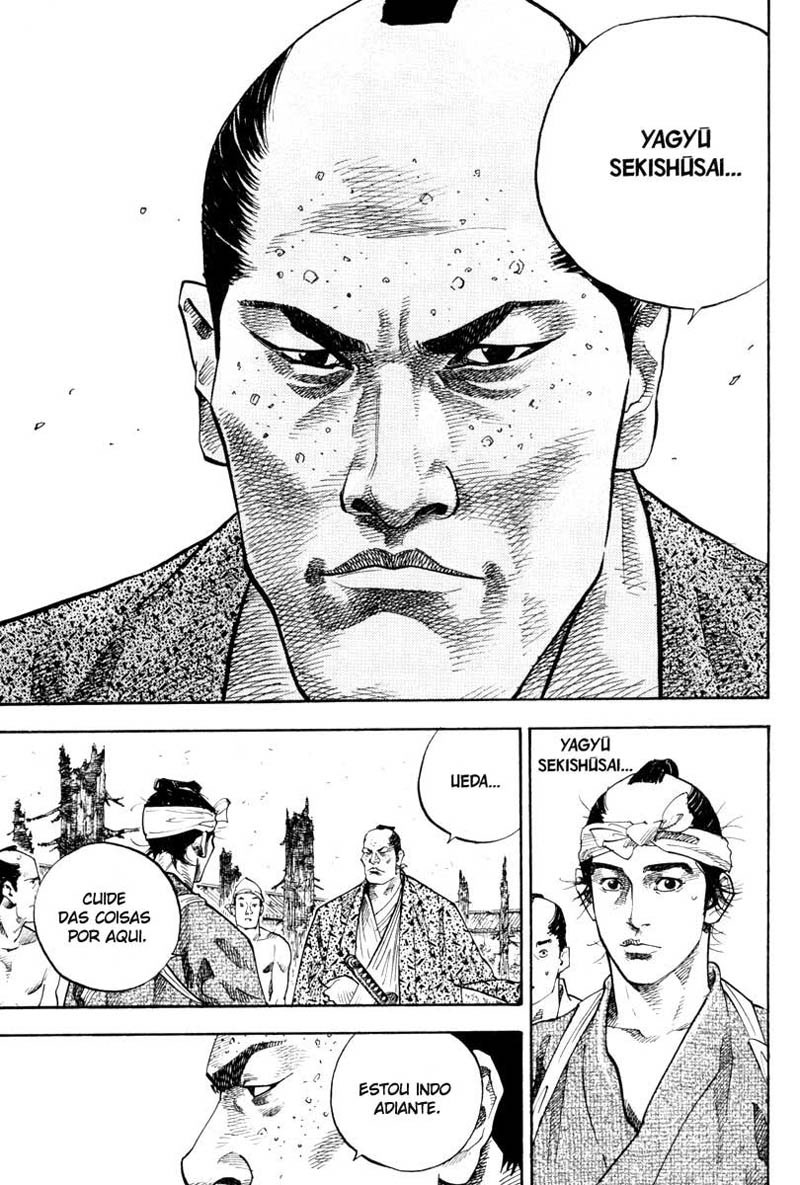 YAGYŪ
SEKISHŪSAI...
YAGYŪ
SEKISHŪSAI...
UEDA...
CUIDE
DAS COISAS
POR AQUI.
ESTOU INDO
ADIANTE.